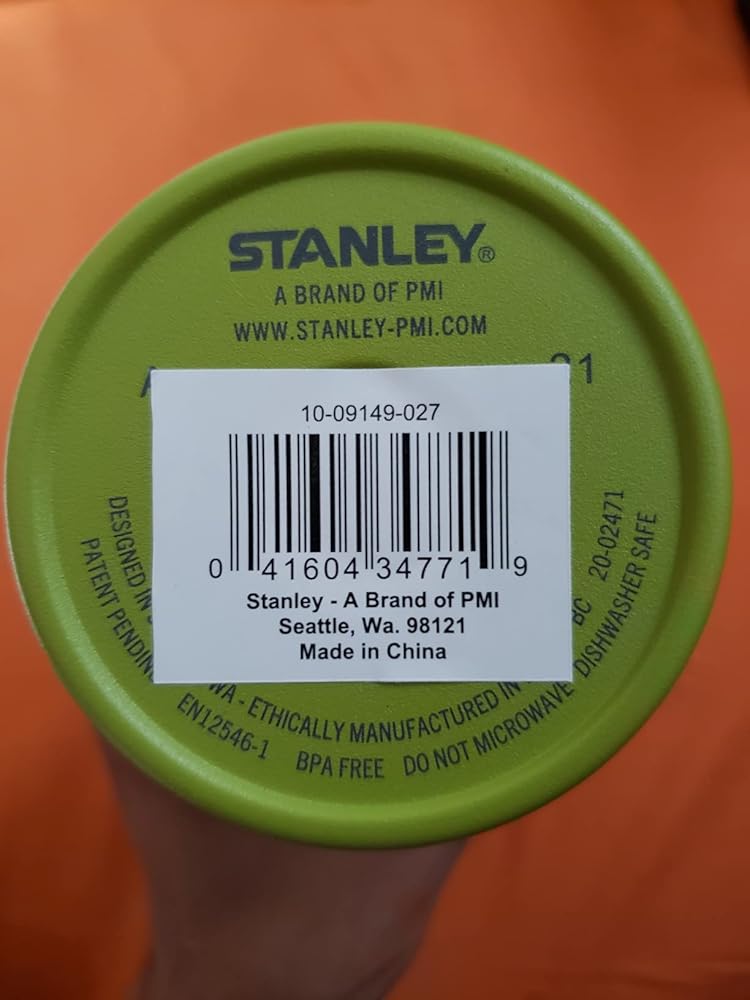 STANLEY®
A BRAND OF PMI
WWW.STANLEY-PMI.COM
10-09149-027
0 41604 34771 9
Stanley - A Brand of PMI
Seattle, Wa. 98121
Made in China
DESIGNED IN WA - ETHICALLY MANUFACTURED IN BC 20-02471
PATENT PENDING EN12546-1 BPA FREE DO NOT MICROWAVE DISHWASHER SAFE